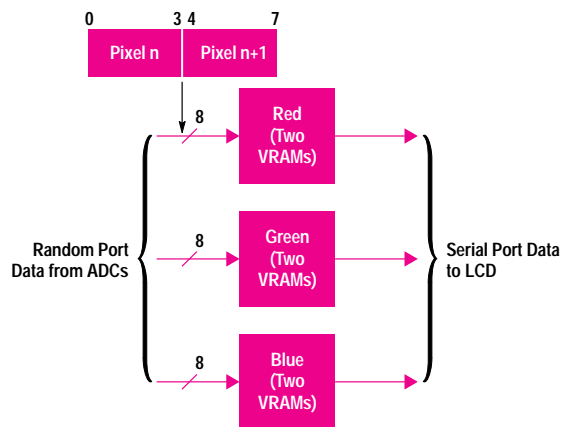 0 3 4 7
Pixel n Pixel n+1
8
Red
(Two
VRAMs)
8
Green
(Two
VRAMs)
Random Port
Data from ADCs
Serial Port Data
to LCD
8
Blue
(Two
VRAMs)